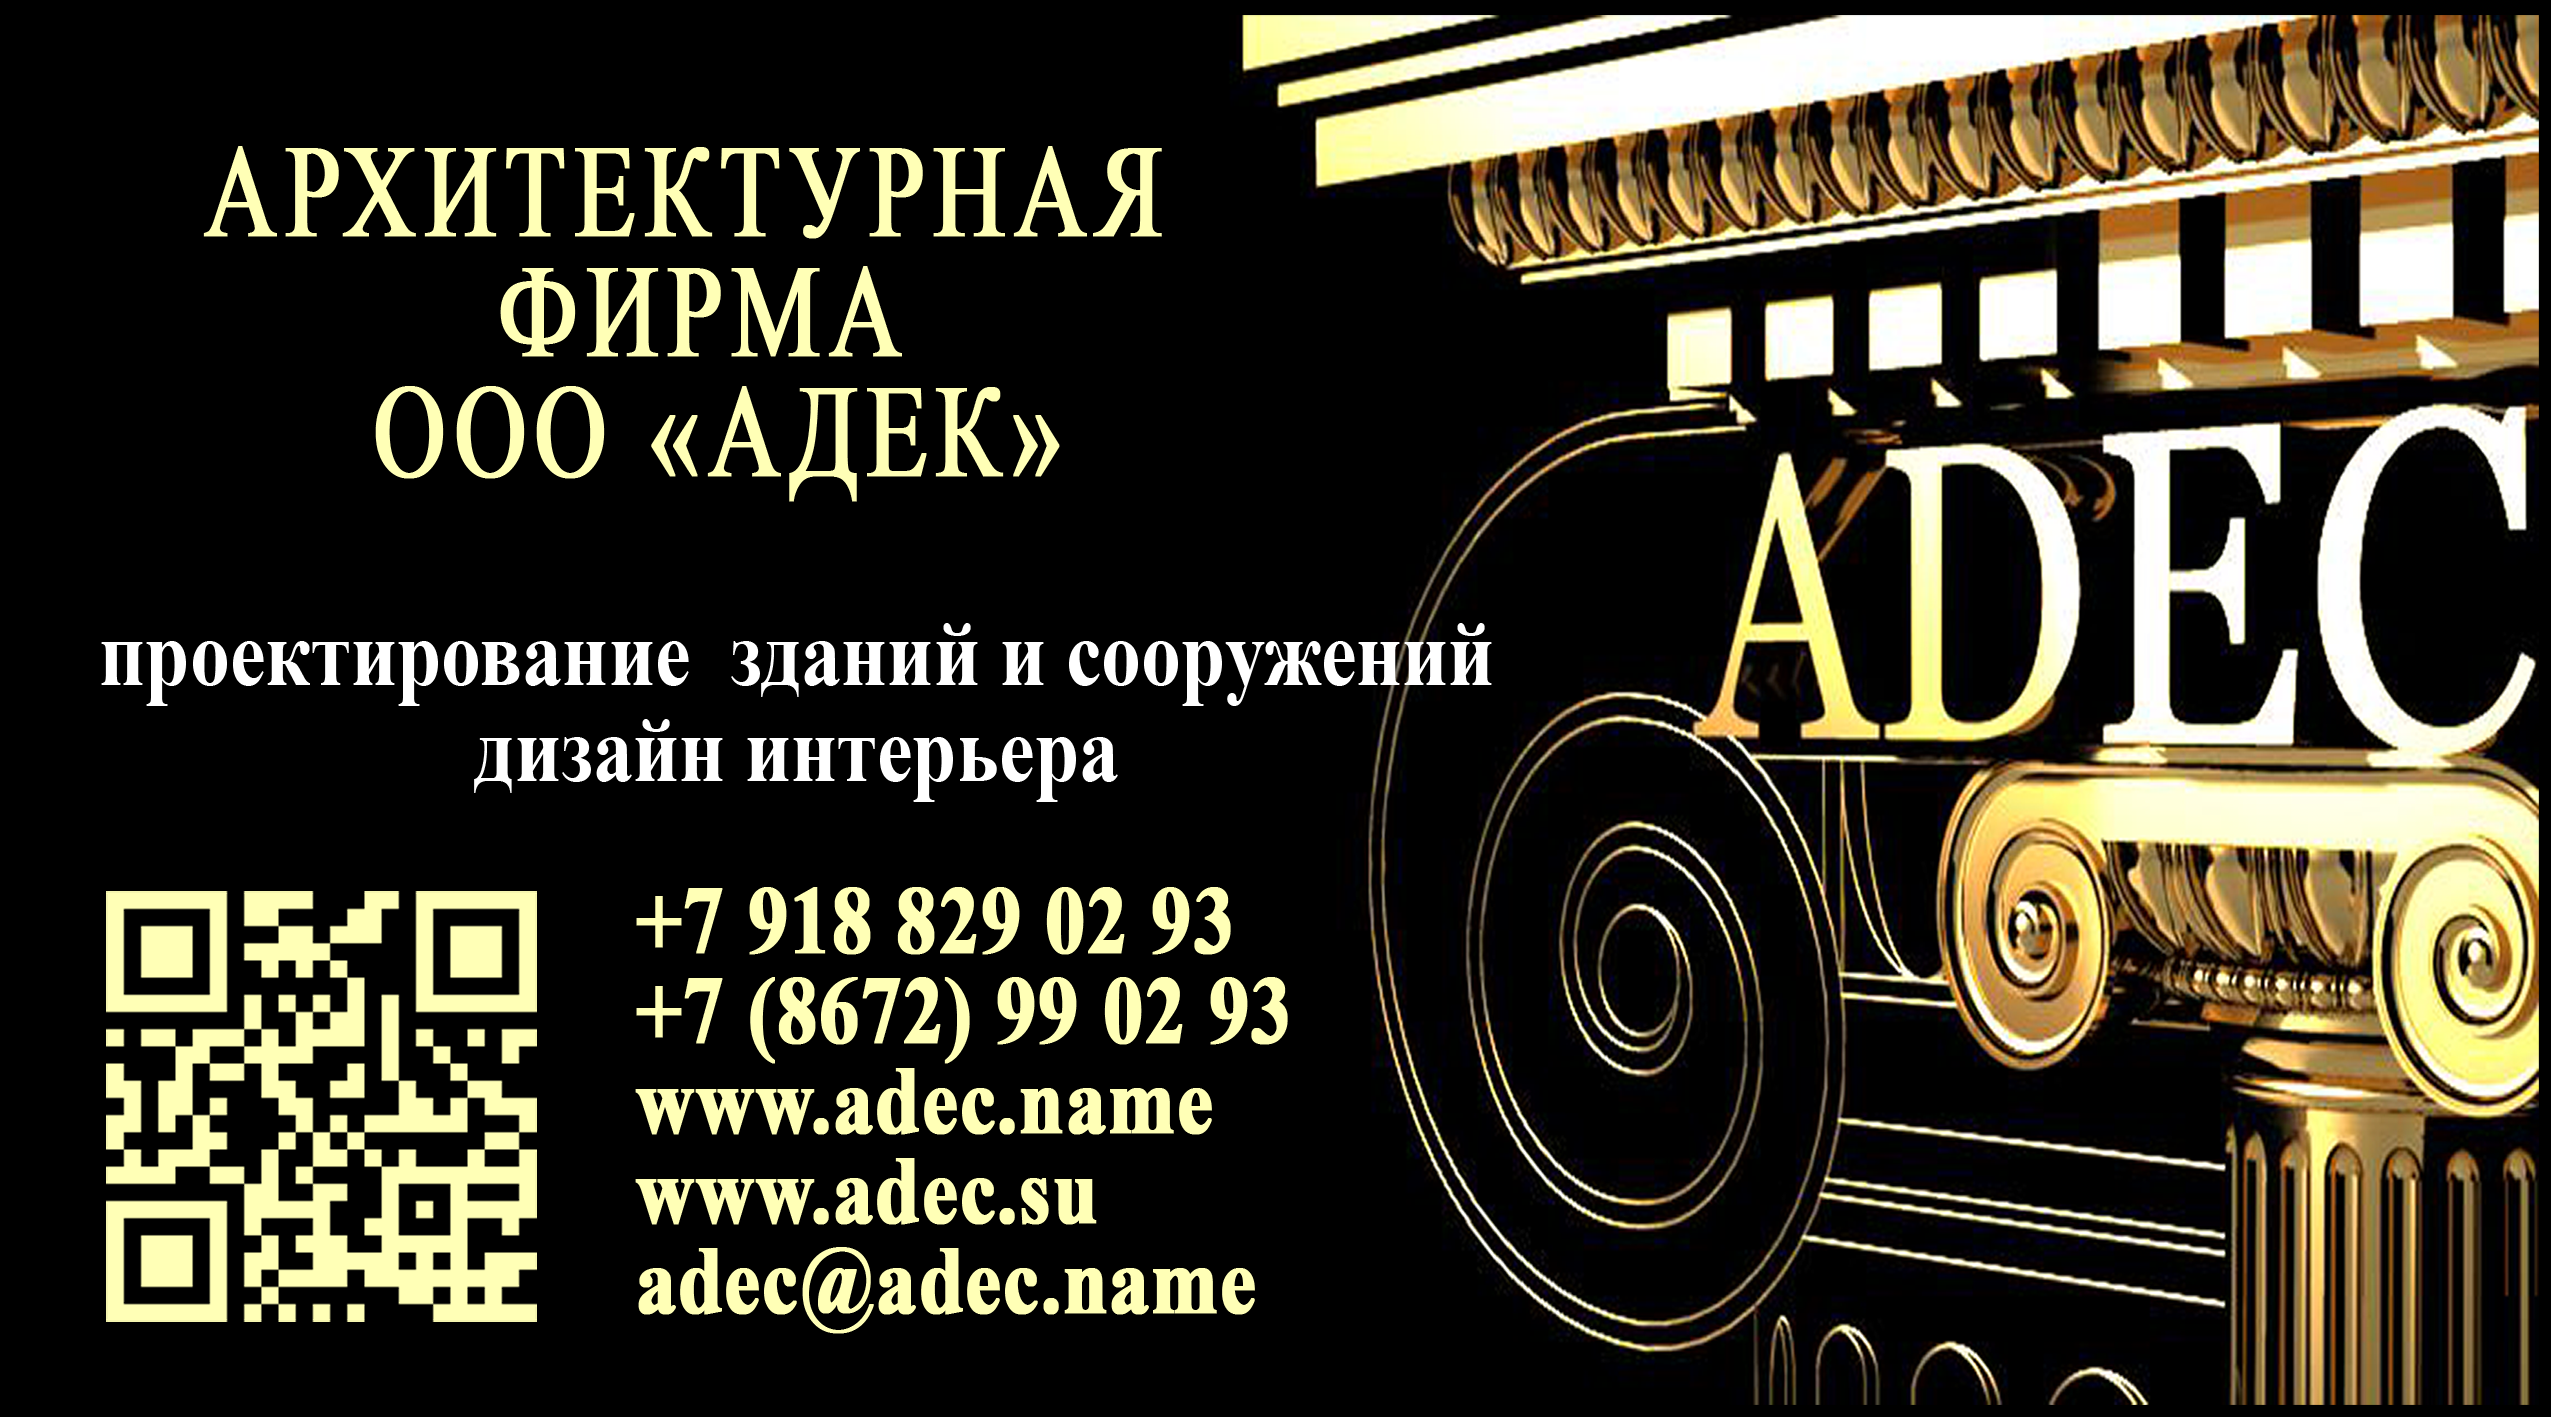 АРХИТЕКТУРНАЯ
ФИРМА
ООО «АДЕК»
ADEC
проектирование  зданий и сооружений
дизайн интерьера
+7 918 829 02 93
+7 (8672) 99 02 93
www.adec.name
www.adec.su
adec@adec.name